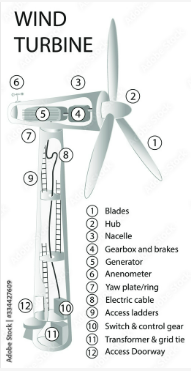 WIND
TURBINE
6
3
2
5
4
7
1
8
9
12
10
11
1 Blades
2 Hub
3 Nacelle
4 Gearbox and brakes
5 Generator
6 Anenometer
7 Yaw plate/ring
8 Electric cable
9 Access ladders
10 Switch & control gear
11 Transformer & grid tie
12 Access Doorway
Adobe Stock | #334427609